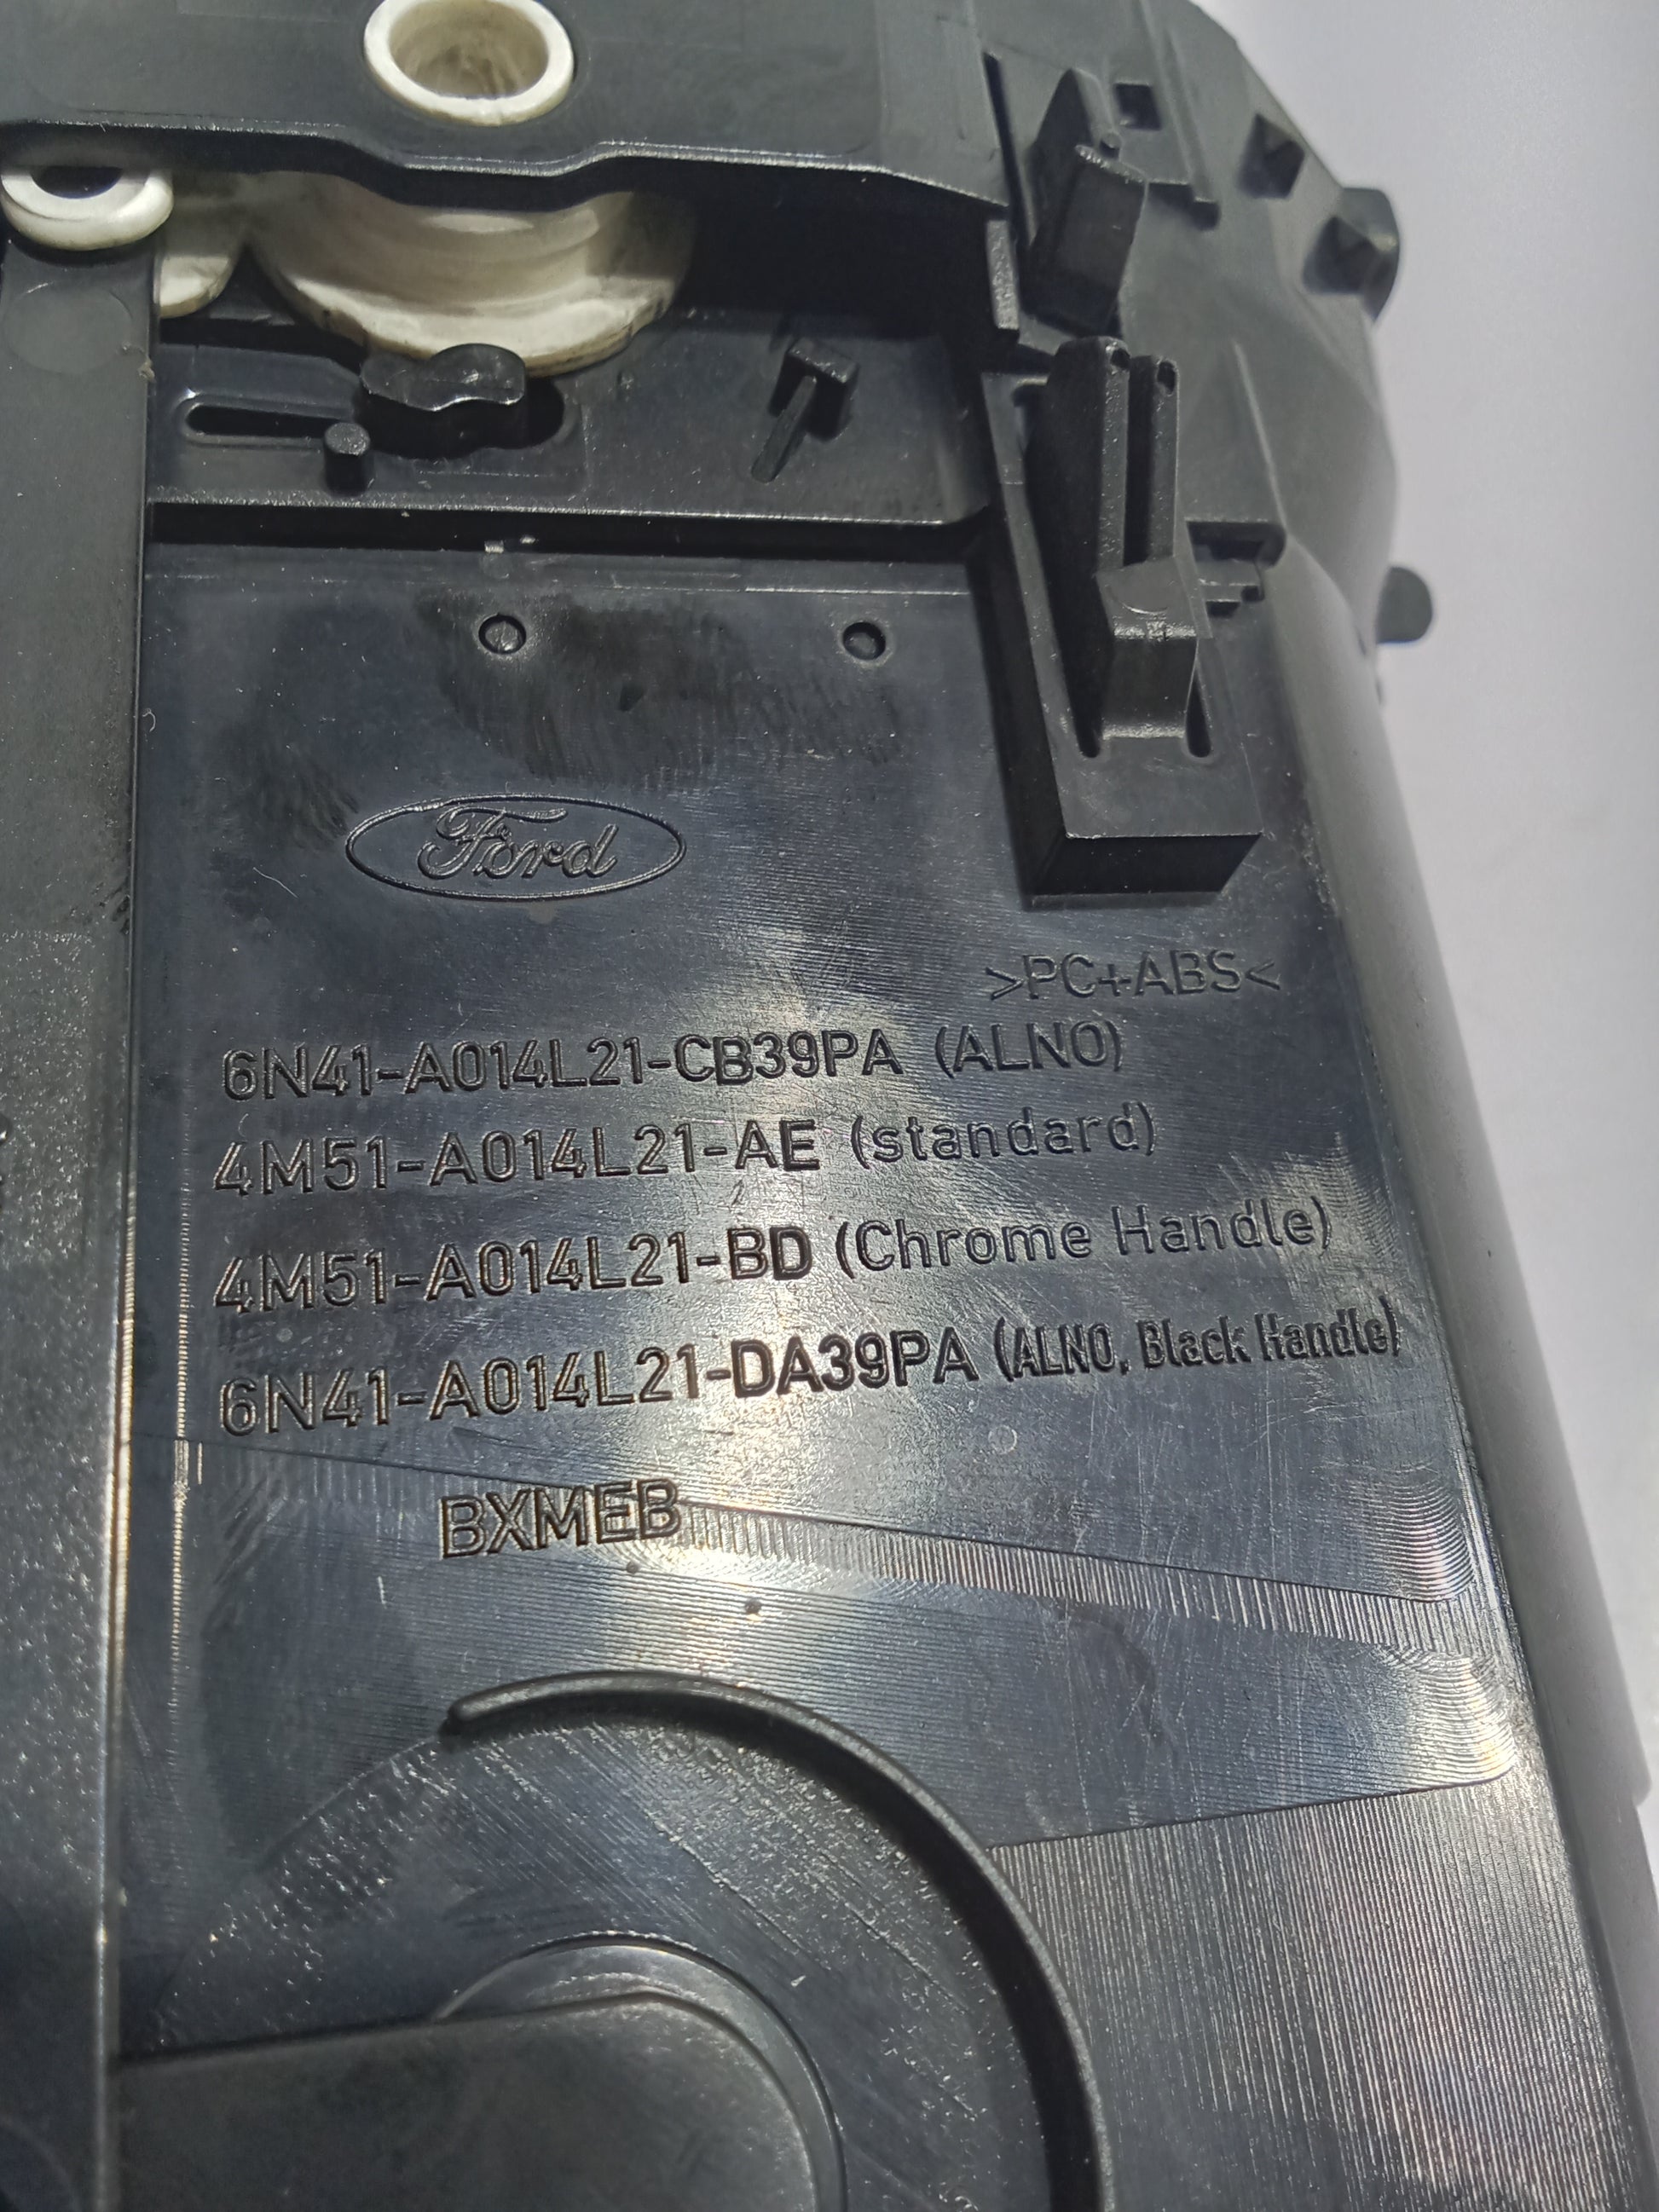 Ford
>PC+ABS<
6N41-A014L21-CB39PA (ALNO)
4M51-A014L21-AE (standard)
4M51-A014L21-BD (Chrome Handle)
6N41-A014L21-DA39PA (ALNO, Black Handle)
BXMEB